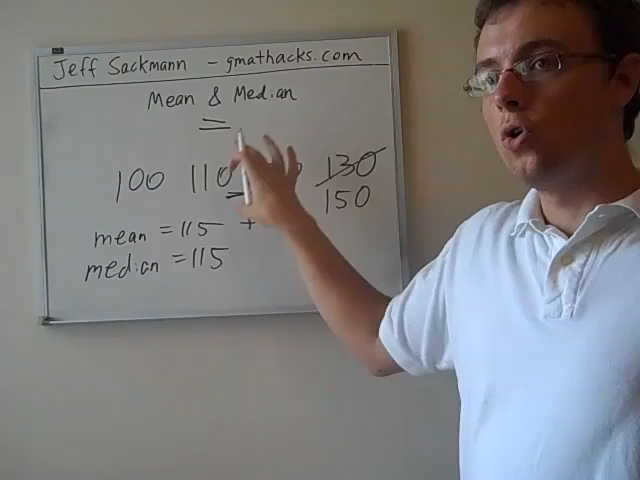 Jeff Sackmann - gmathacks.com
Mean & Median
=
100 110 130
150
mean = 115 +
median = 115